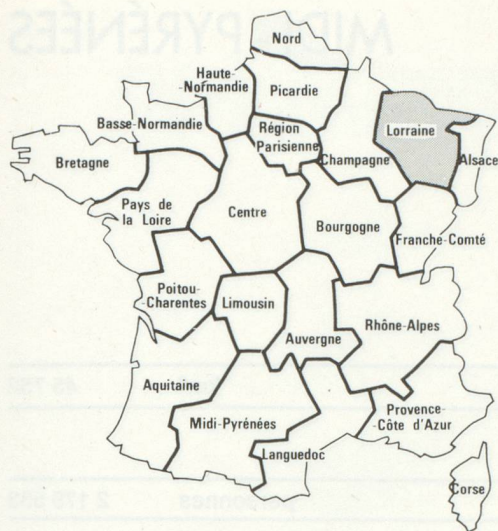 MIDI-PYRÉNÉES
Nord
Haute-
Normandie
Picardie
Basse-Normandie
Région
Parisienne
Lorraine
Bretagne
Champagne
Alsace
Pays de
la Loire
Centre
Bourgogne
Franche-Comté
Poitou-
Charentes
Limousin
Auvergne
Rhône-Alpes
Aquitaine
Midi-Pyrénées
Provence-
Côte d'Azur
Languedoc
Corse
personnes